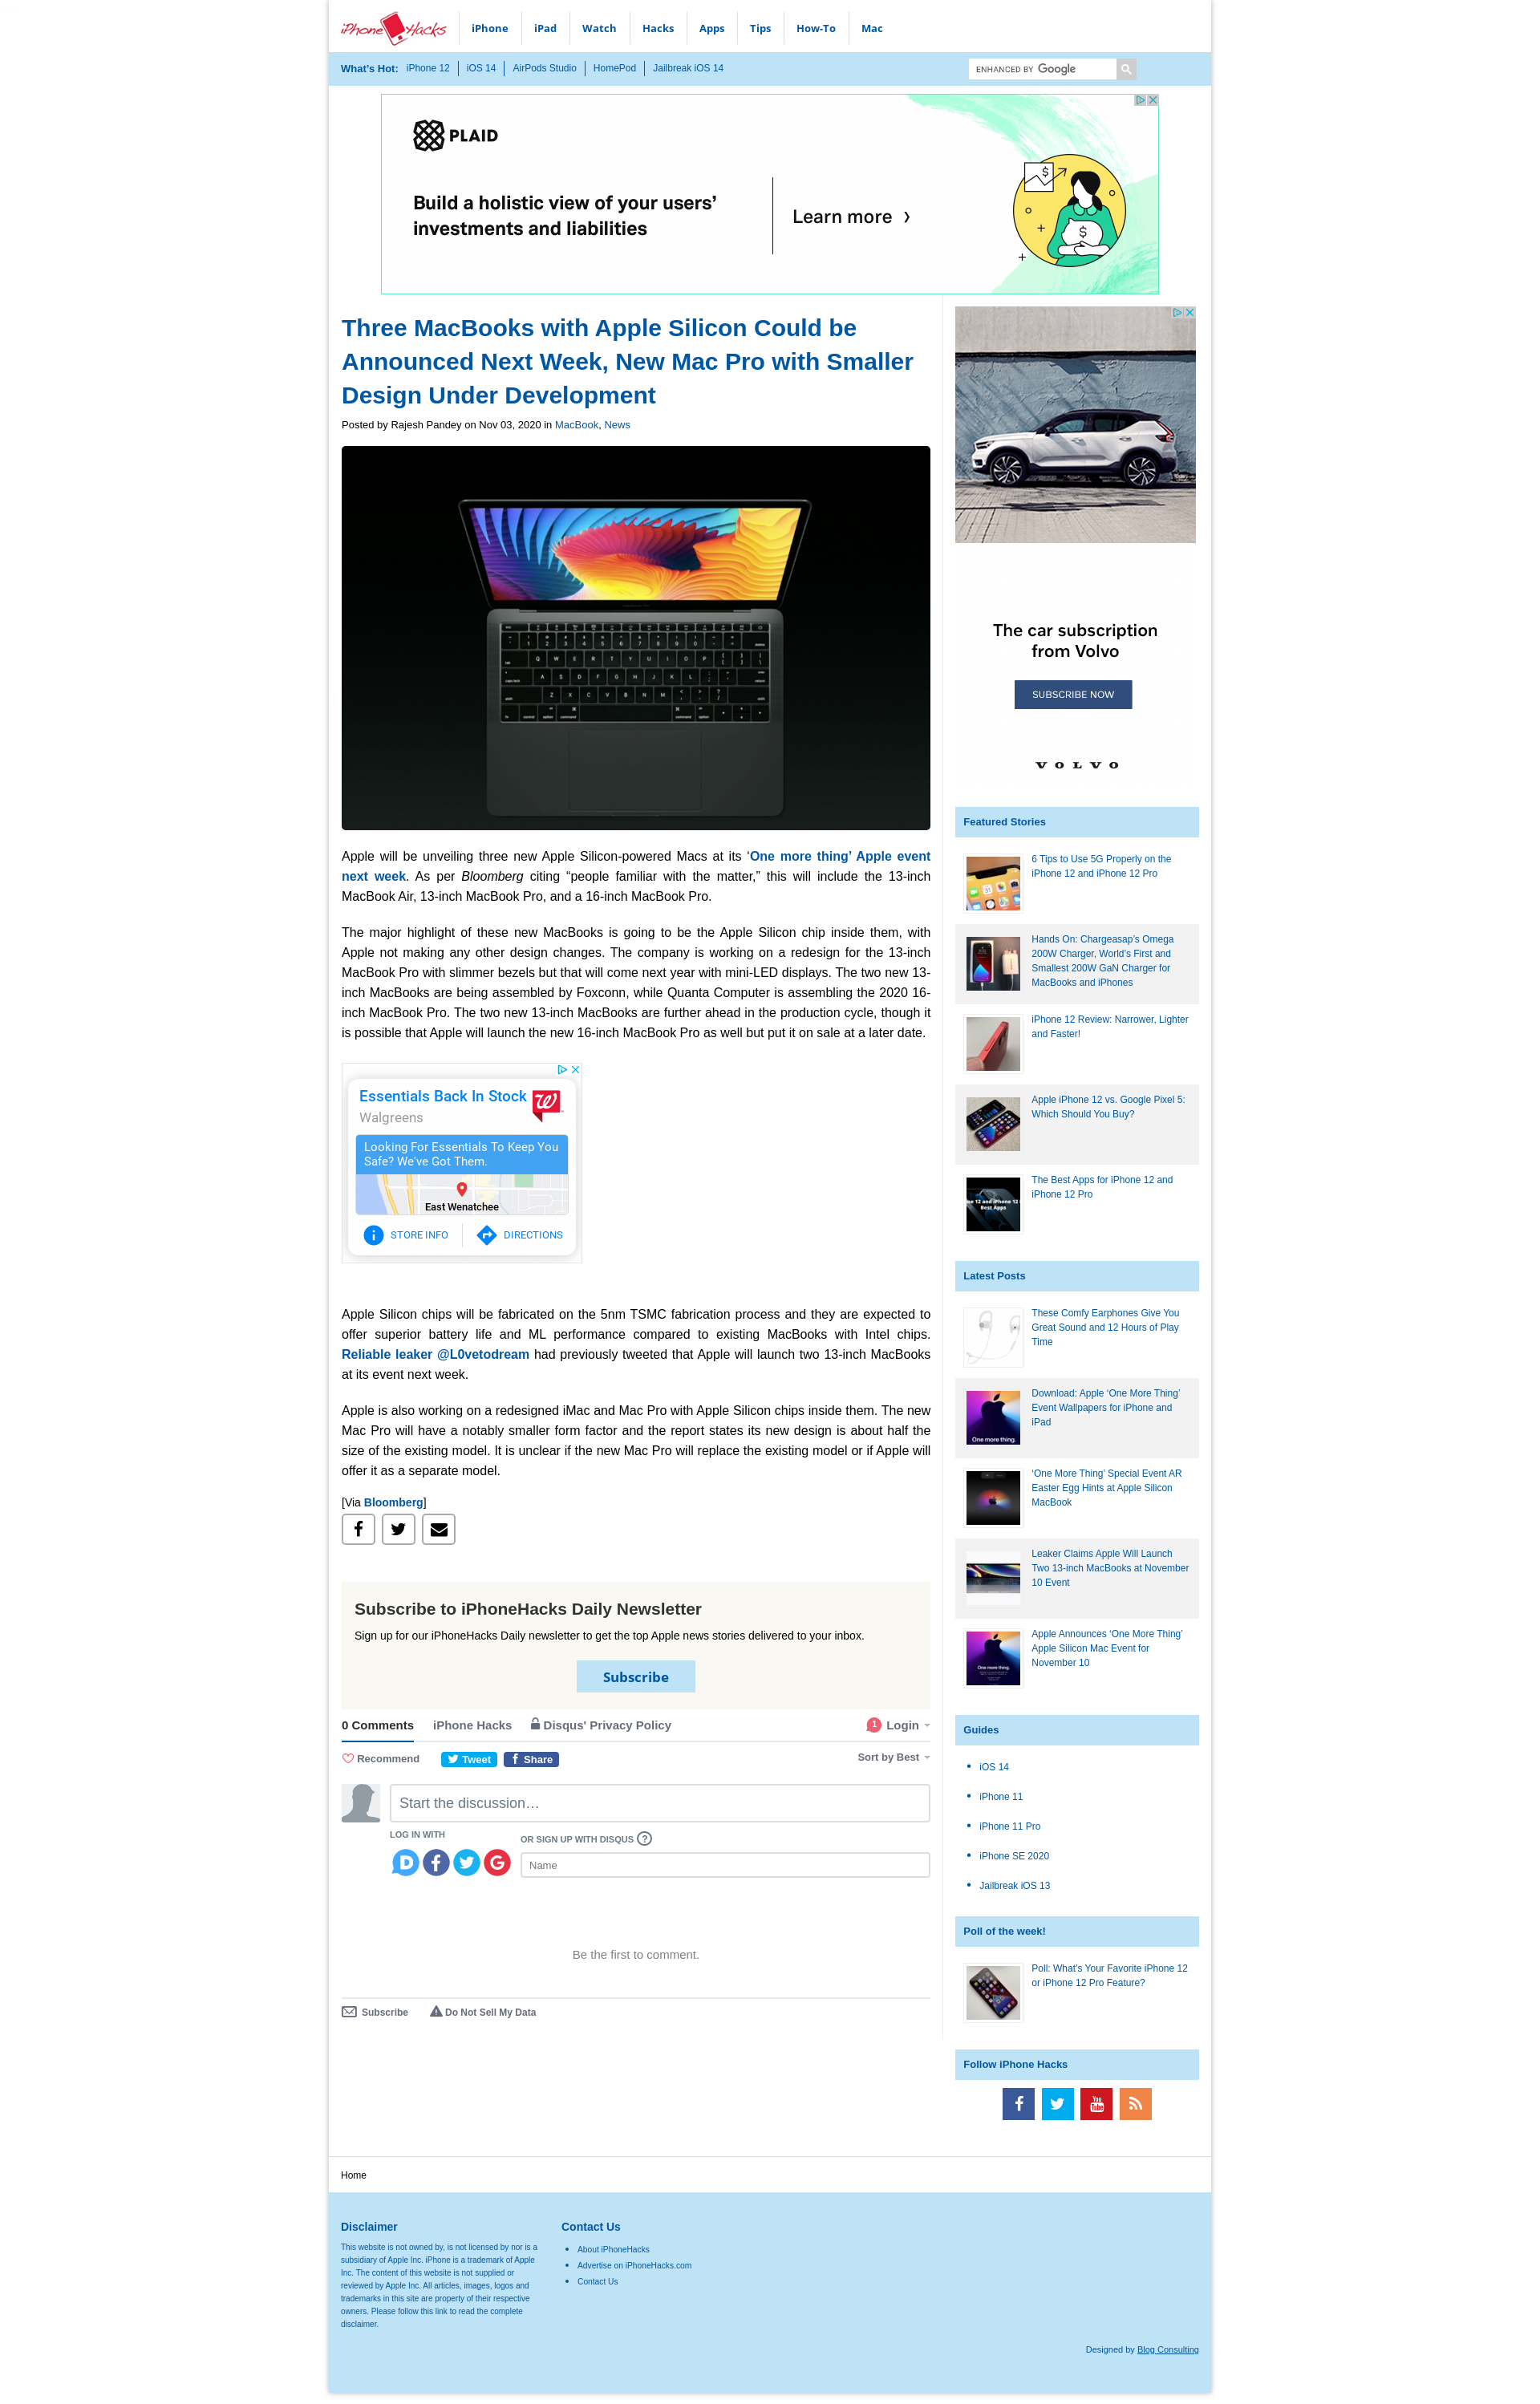 iPhoneHacks
iPhone
iPad
Watch
Hacks
Apps
Tips
How-To
Mac
What's Hot:
iPhone 12
iOS 14
AirPods Studio
HomePod
Jailbreak iOS 14
ENHANCED BY Google
PLAID
Build a holistic view of your users’
investments and liabilities
Learn more ›
Three MacBooks with Apple Silicon Could be
Announced Next Week, New Mac Pro with Smaller
Design Under Development
Posted by Rajesh Pandey on Nov 03, 2020 in MacBook, News
Apple will be unveiling three new Apple Silicon-powered Macs at its ‘One more thing’ Apple event
next week. As per Bloomberg citing “people familiar with the matter,” this will include the 13-inch
MacBook Air, 13-inch MacBook Pro, and a 16-inch MacBook Pro.
The major highlight of these new MacBooks is going to be the Apple Silicon chip inside them, with
Apple not making any other design changes. The company is working on a redesign for the 13-inch
MacBook Pro with slimmer bezels but that will come next year with mini-LED displays. The two new 13-
inch MacBooks are being assembled by Foxconn, while Quanta Computer is assembling the 2020 16-
inch MacBook Pro. The two new 13-inch MacBooks are further ahead in the production cycle, though it
is possible that Apple will launch the new 16-inch MacBook Pro as well but put it on sale at a later date.
Essentials Back In Stock
Walgreens
Looking For Essentials To Keep You
Safe? We've Got Them.
East Wenatchee
STORE INFO
DIRECTIONS
Apple Silicon chips will be fabricated on the 5nm TSMC fabrication process and they are expected to
offer superior battery life and ML performance compared to existing MacBooks with Intel chips.
Reliable leaker @L0vetodream had previously tweeted that Apple will launch two 13-inch MacBooks
at its event next week.
Apple is also working on a redesigned iMac and Mac Pro with Apple Silicon chips inside them. The new
Mac Pro will have a notably smaller form factor and the report states its new design is about half the
size of the existing model. It is unclear if the new Mac Pro will replace the existing model or if Apple will
offer it as a separate model.
[Via Bloomberg]
Subscribe to iPhoneHacks Daily Newsletter
Sign up for our iPhoneHacks Daily newsletter to get the top Apple news stories delivered to your inbox.
Subscribe
0 Comments
iPhone Hacks
Disqus' Privacy Policy
1
Login
Recommend
Tweet
Share
Sort by Best
Start the discussion…
LOG IN WITH
OR SIGN UP WITH DISQUS ?
Name
Be the first to comment.
Subscribe
Do Not Sell My Data
The car subscription
from Volvo
SUBSCRIBE NOW
VOLVO
Featured Stories
6 Tips to Use 5G Properly on the
iPhone 12 and iPhone 12 Pro
Hands On: Chargeasap’s Omega
200W Charger, World’s First and
Smallest 200W GaN Charger for
MacBooks and iPhones
iPhone 12 Review: Narrower, Lighter
and Faster!
Apple iPhone 12 vs. Google Pixel 5:
Which Should You Buy?
The Best Apps for iPhone 12 and
iPhone 12 Pro
ne 12 and iPhone 12
Best Apps
Latest Posts
These Comfy Earphones Give You
Great Sound and 12 Hours of Play
Time
Download: Apple ‘One More Thing’
Event Wallpapers for iPhone and
iPad
One more thing.
‘One More Thing’ Special Event AR
Easter Egg Hints at Apple Silicon
MacBook
Leaker Claims Apple Will Launch
Two 13-inch MacBooks at November
10 Event
Apple Announces ‘One More Thing’
Apple Silicon Mac Event for
November 10
One more thing.
Guides
iOS 14
iPhone 11
iPhone 11 Pro
iPhone SE 2020
Jailbreak iOS 13
Poll of the week!
Poll: What’s Your Favorite iPhone 12
or iPhone 12 Pro Feature?
Follow iPhone Hacks
You Tube
Home
Disclaimer
This website is not owned by, is not licensed by nor is a
subsidiary of Apple Inc. iPhone is a trademark of Apple
Inc. The content of this website is not supplied or
reviewed by Apple Inc. All articles, images, logos and
trademarks in this site are property of their respective
owners. Please follow this link to read the complete
disclaimer.
Contact Us
About iPhoneHacks
Advertise on iPhoneHacks.com
Contact Us
Designed by Blog Consulting